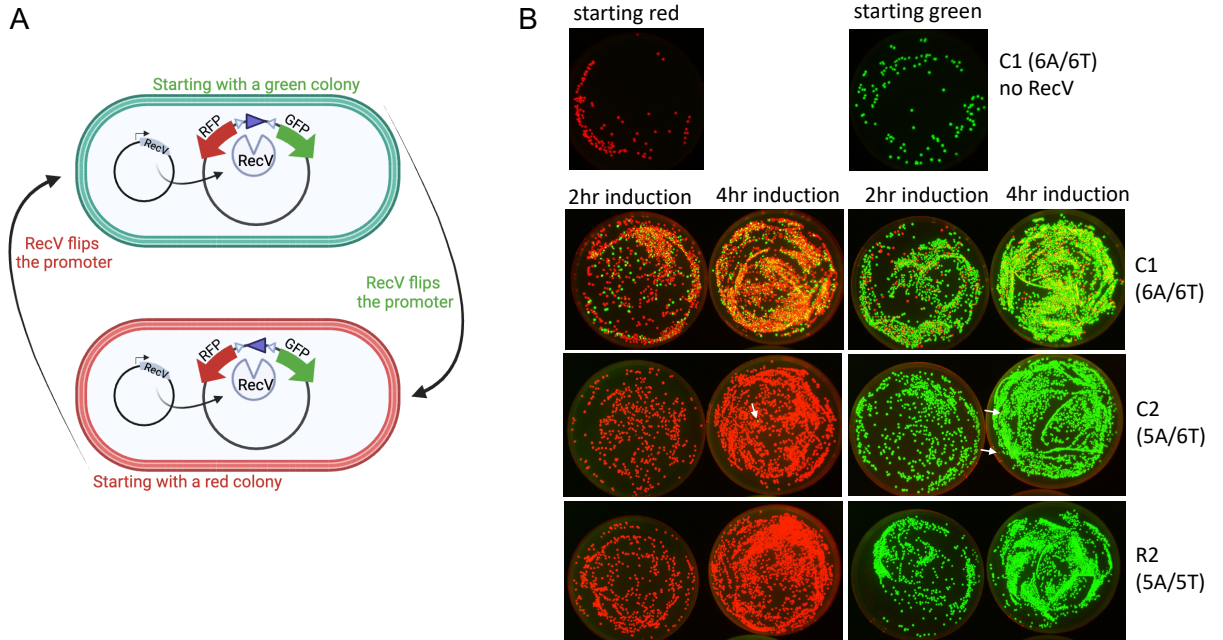 A
Starting with a green colony
RFP
GFP
RecV
RecV
RecV flips
the promoter
RecV flips
the promoter
RFP
GFP
RecV
RecV
Starting with a red colony
B
starting red
starting green
C1 (6A/6T)
no RecV
2hr induction
4hr induction
2hr induction
4hr induction
C1
(6A/6T)
C2
(5A/6T)
R2
(5A/5T)